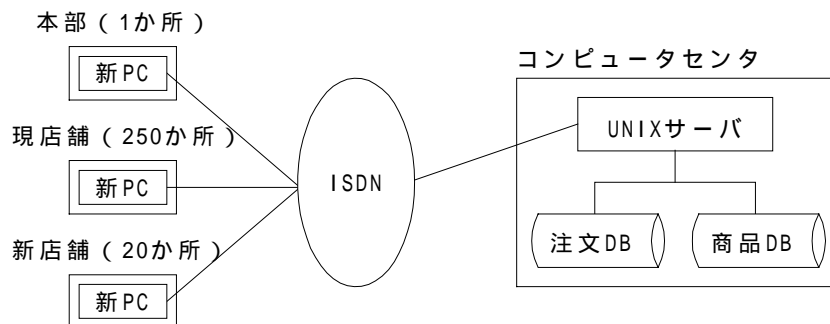 本部（1か所）
新PC
現店舗（250か所）
新PC
新店舗（20か所）
新PC
ISDN
コンピュータセンタ
UNIXサーバ
注文DB
商品DB